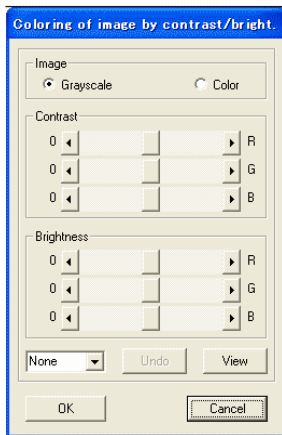 Coloring of image by contrast/bright.
Image
Grayscale Color
Contrast
0 R
0 G
0 B
Brightness
0 R
0 G
0 B
None Undo View
OK Cancel